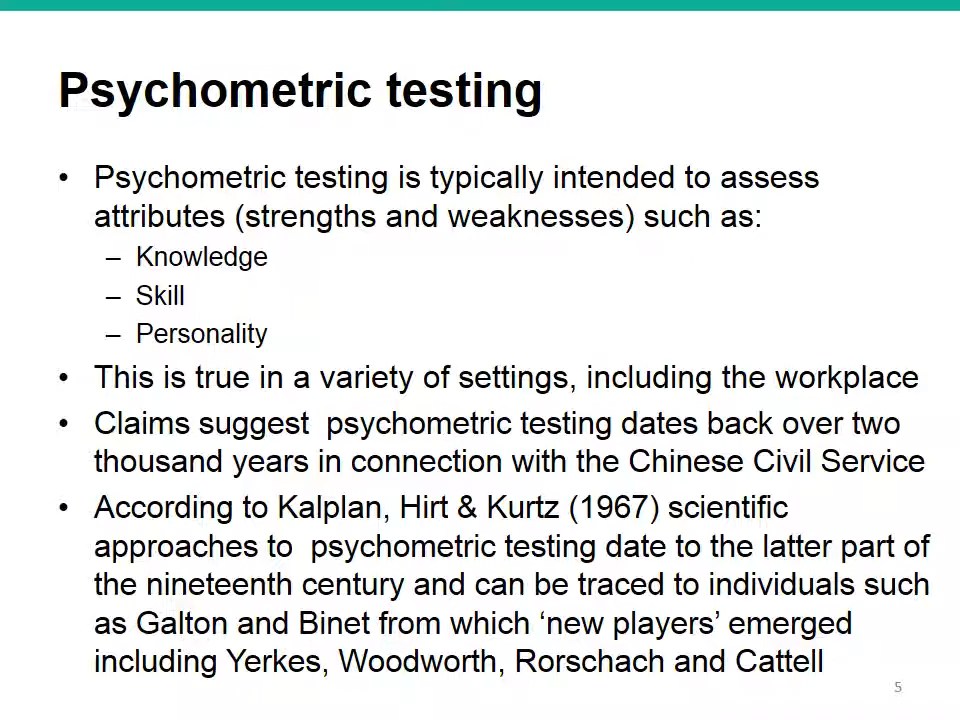 Psychometric testing
• Psychometric testing is typically intended to assess
attributes (strengths and weaknesses) such as:
– Knowledge
– Skill
– Personality
• This is true in a variety of settings, including the workplace
• Claims suggest  psychometric testing dates back over two
thousand years in connection with the Chinese Civil Service
• According to Kalplan, Hirt & Kurtz (1967) scientific
approaches to  psychometric testing date to the latter part of
the nineteenth century and can be traced to individuals such
as Galton and Binet from which ‘new players’ emerged
including Yerkes, Woodworth, Rorschach and Cattell
5